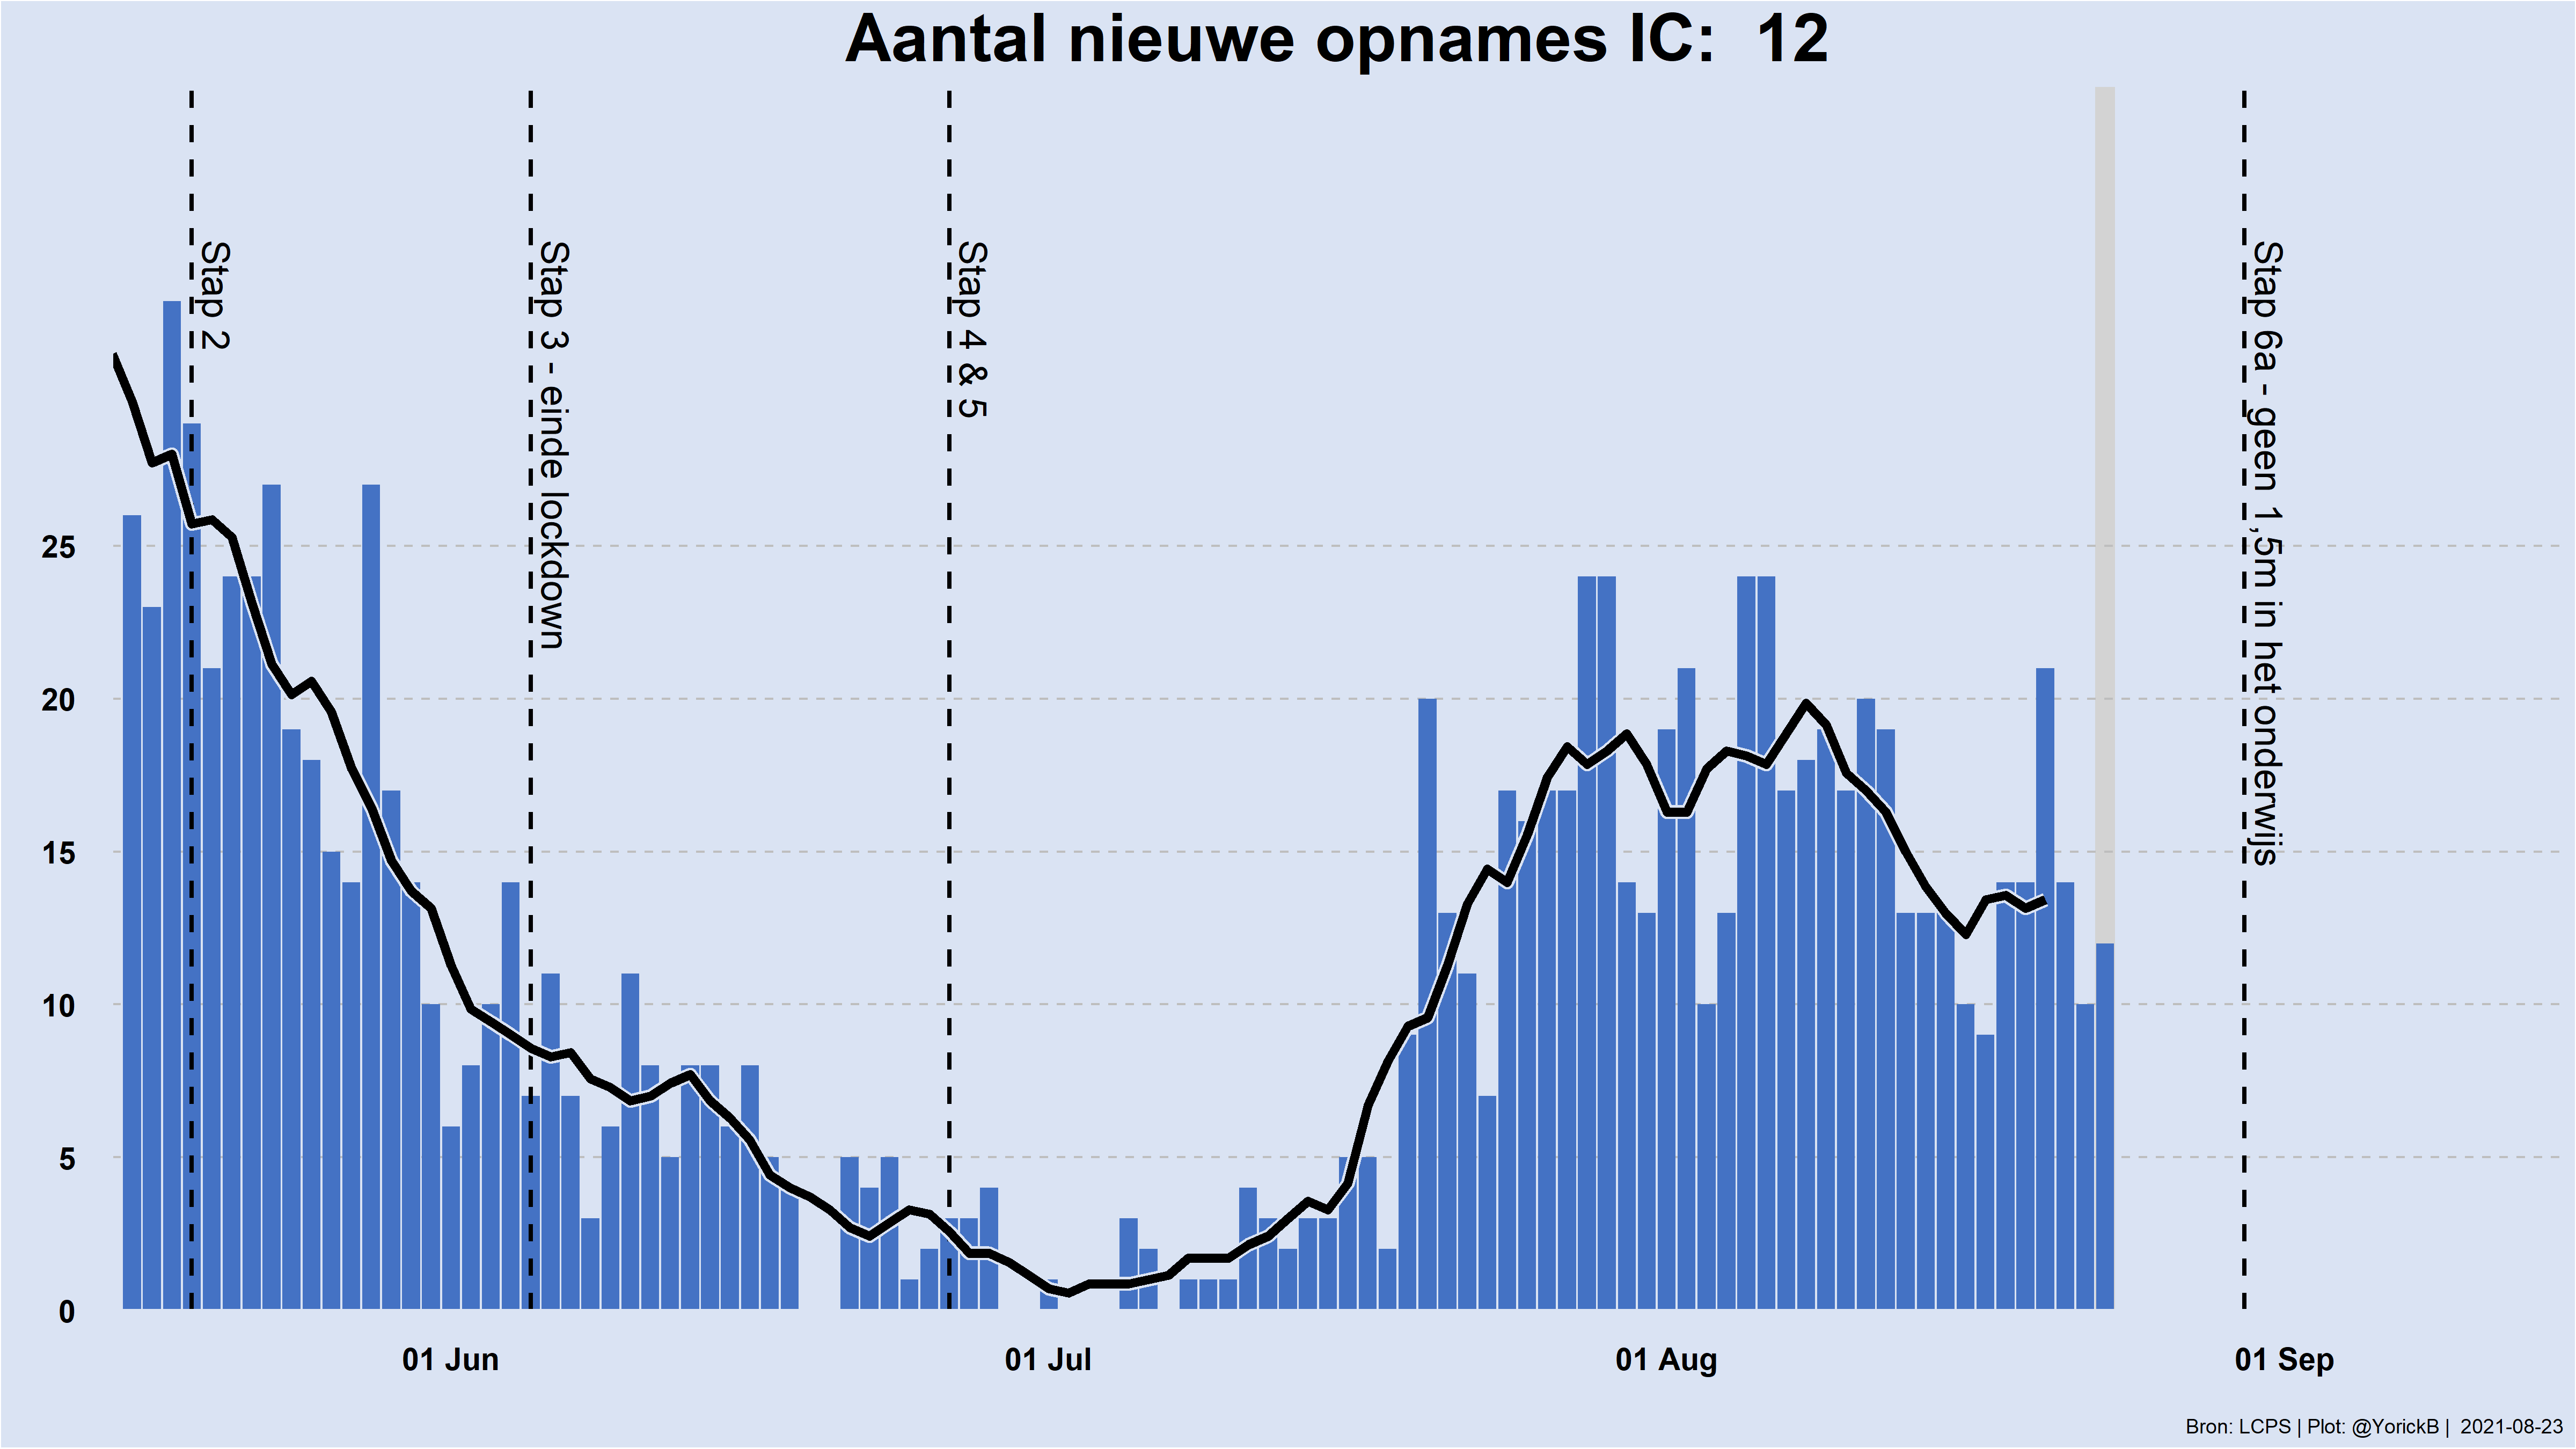 Aantal nieuwe opnames IC:  12
Stap 2
Stap 3 - einde lockdown
Stap 4 & 5
Stap 6a - geen 1,5m in het onderwijs
25
20
15
10
5
0
01 Jun
01 Jul
01 Aug
01 Sep
Bron: LCPS | Plot: @YorickB |  2021-08-23